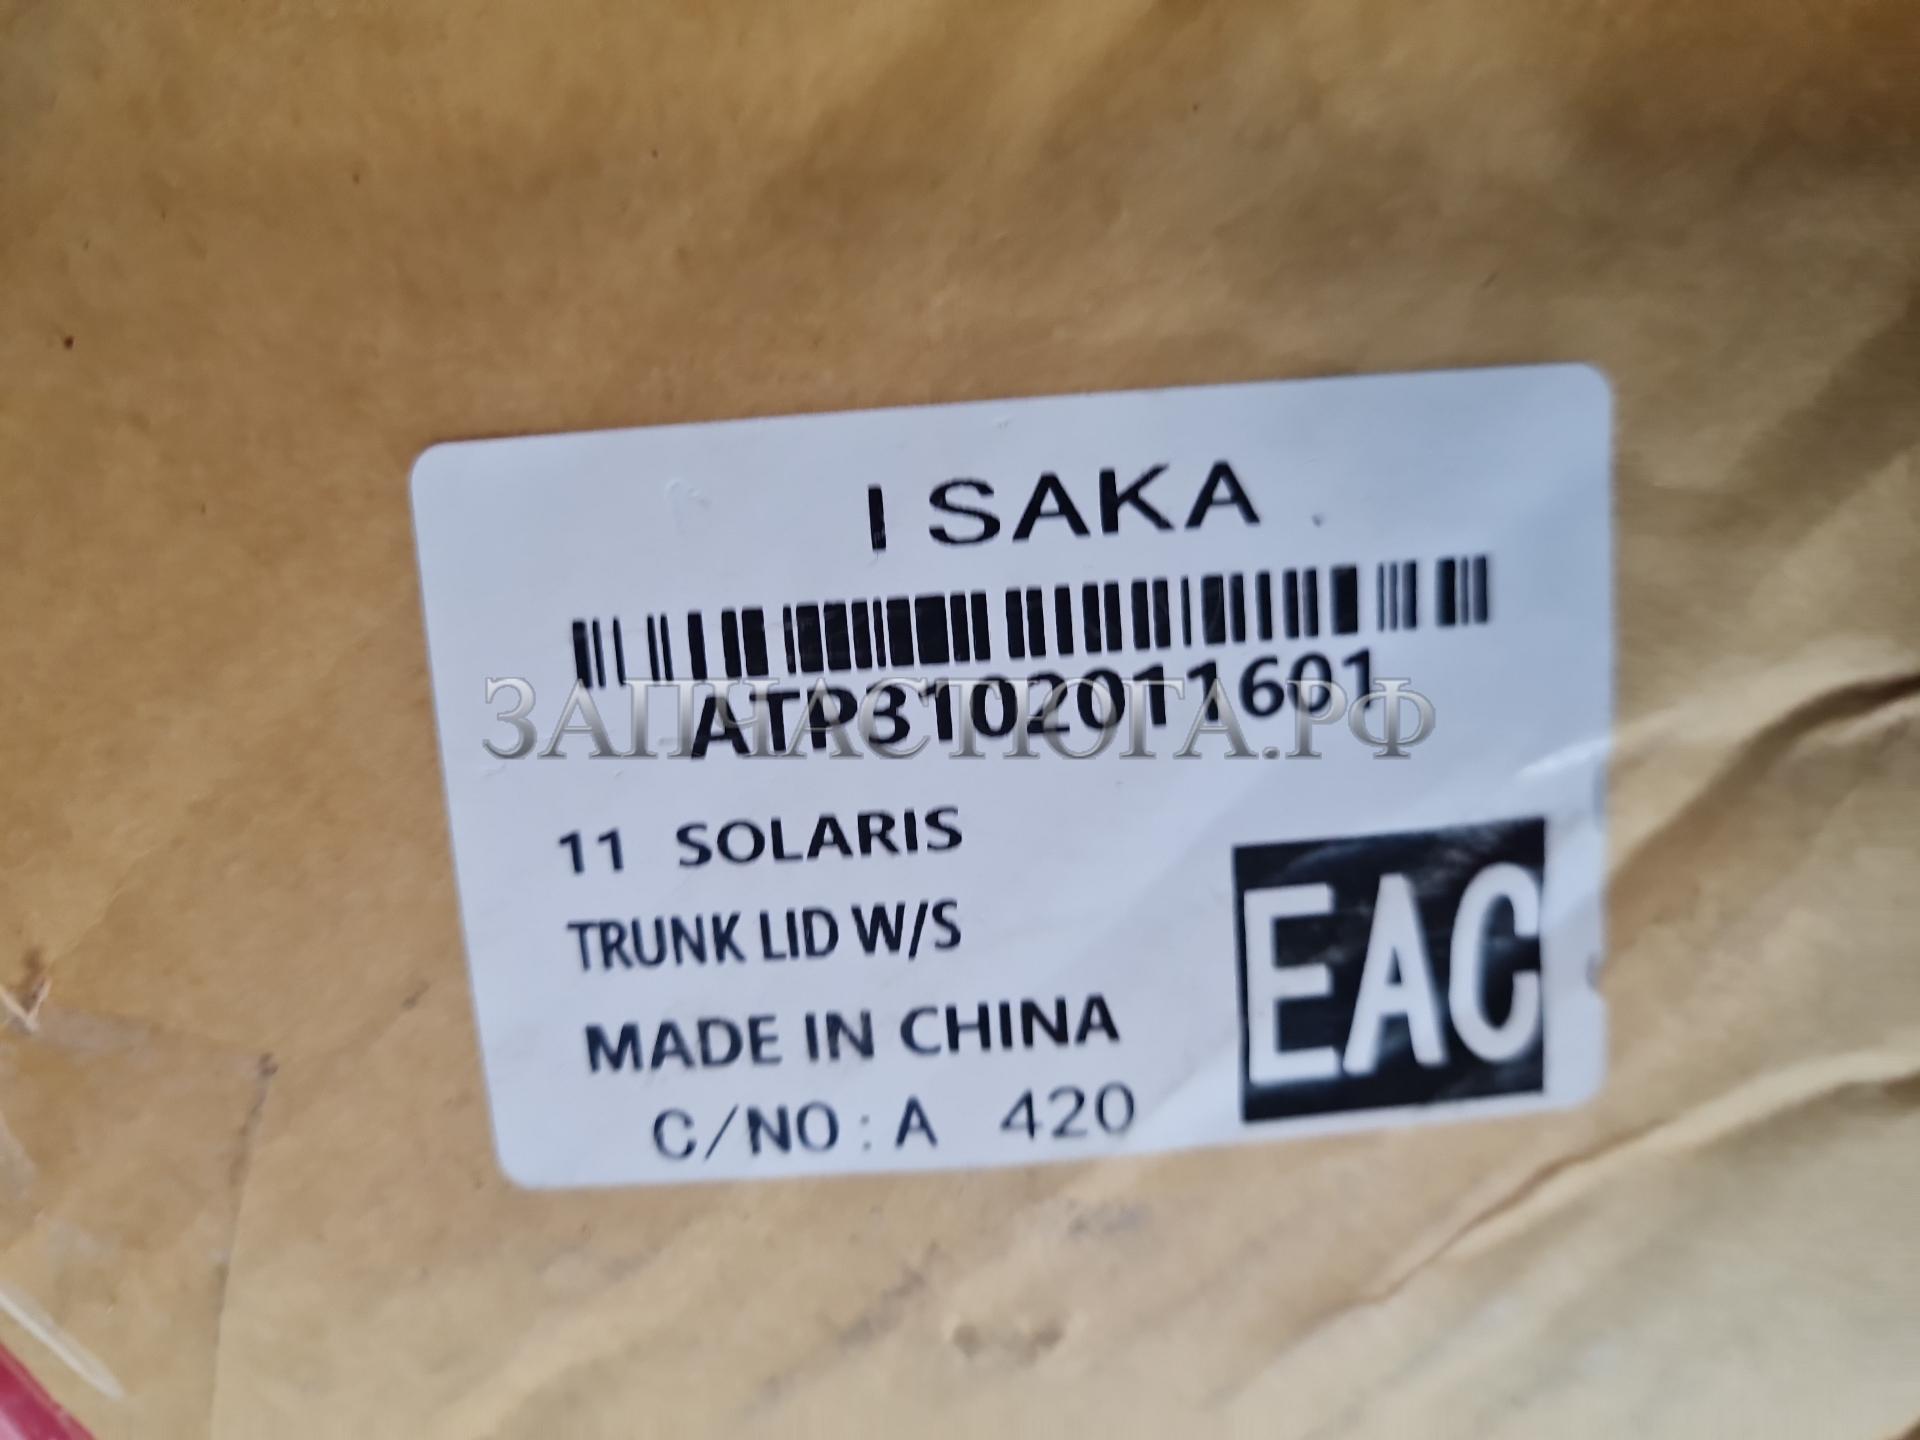 I SAKA
ATP3102011601
ЗАПЧАСТЮГА.РФ
11 SOLARIS
TRUNK LID W/S
MADE IN CHINA
C/NO: A 420
EAC